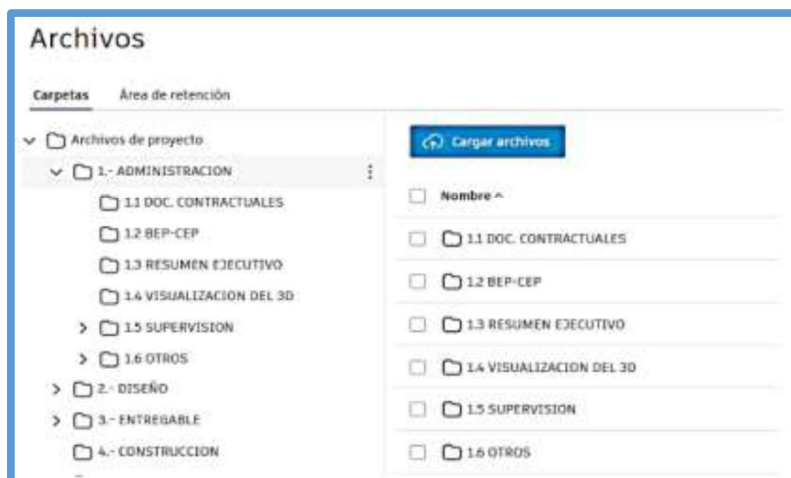 Archivos
Carpetas Área de retención
Archivos de proyecto
1.- ADMINISTRACION
1.1 DOC. CONTRACTUALES
1.2 BEP-CEP
1.3 RESUMEN EJECUTIVO
1.4 VISUALIZACION DEL 3D
1.5 SUPERVISION
1.6 OTROS
2.- DISEÑO
3.- ENTREGABLE
4.- CONSTRUCCION
Cargar archivos
Nombre
1.1 DOC. CONTRACTUALES
1.2 BEP-CEP
1.3 RESUMEN EJECUTIVO
1.4 VISUALIZACION DEL 3D
1.5 SUPERVISION
1.6 OTROS